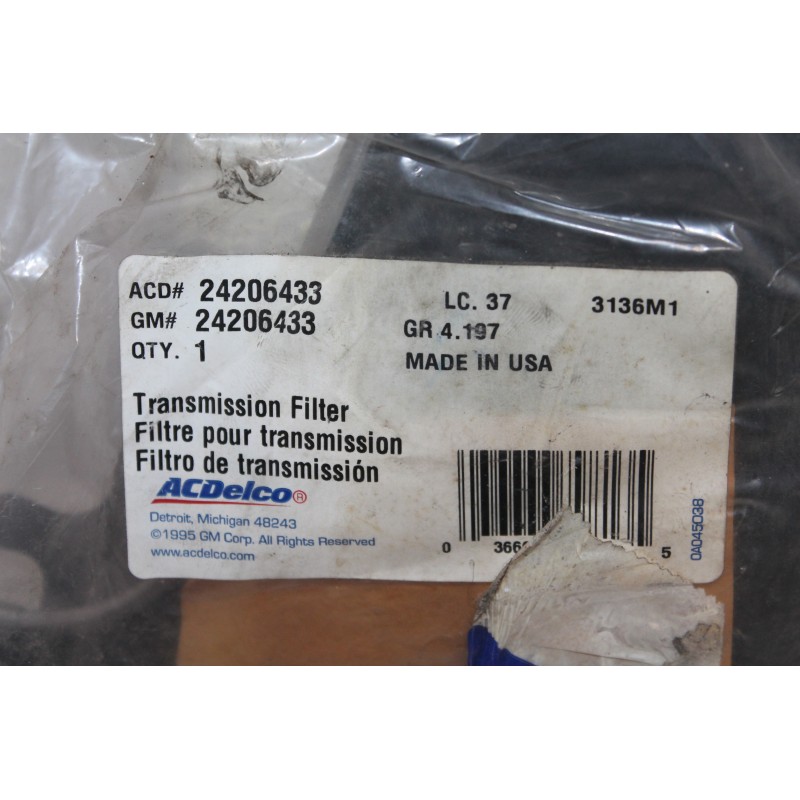 ACD# 24206433 LC. 37 3136M1
GM# 24206433 GR 4.197
QTY. 1 MADE IN USA
Transmission Filter
Filtre pour transmission
Filtro de transmisión
ACDelco®
Detroit, Michigan 48243
©1995 GM Corp. All Rights Reserved
www.acdelco.com
0 5
0A045038